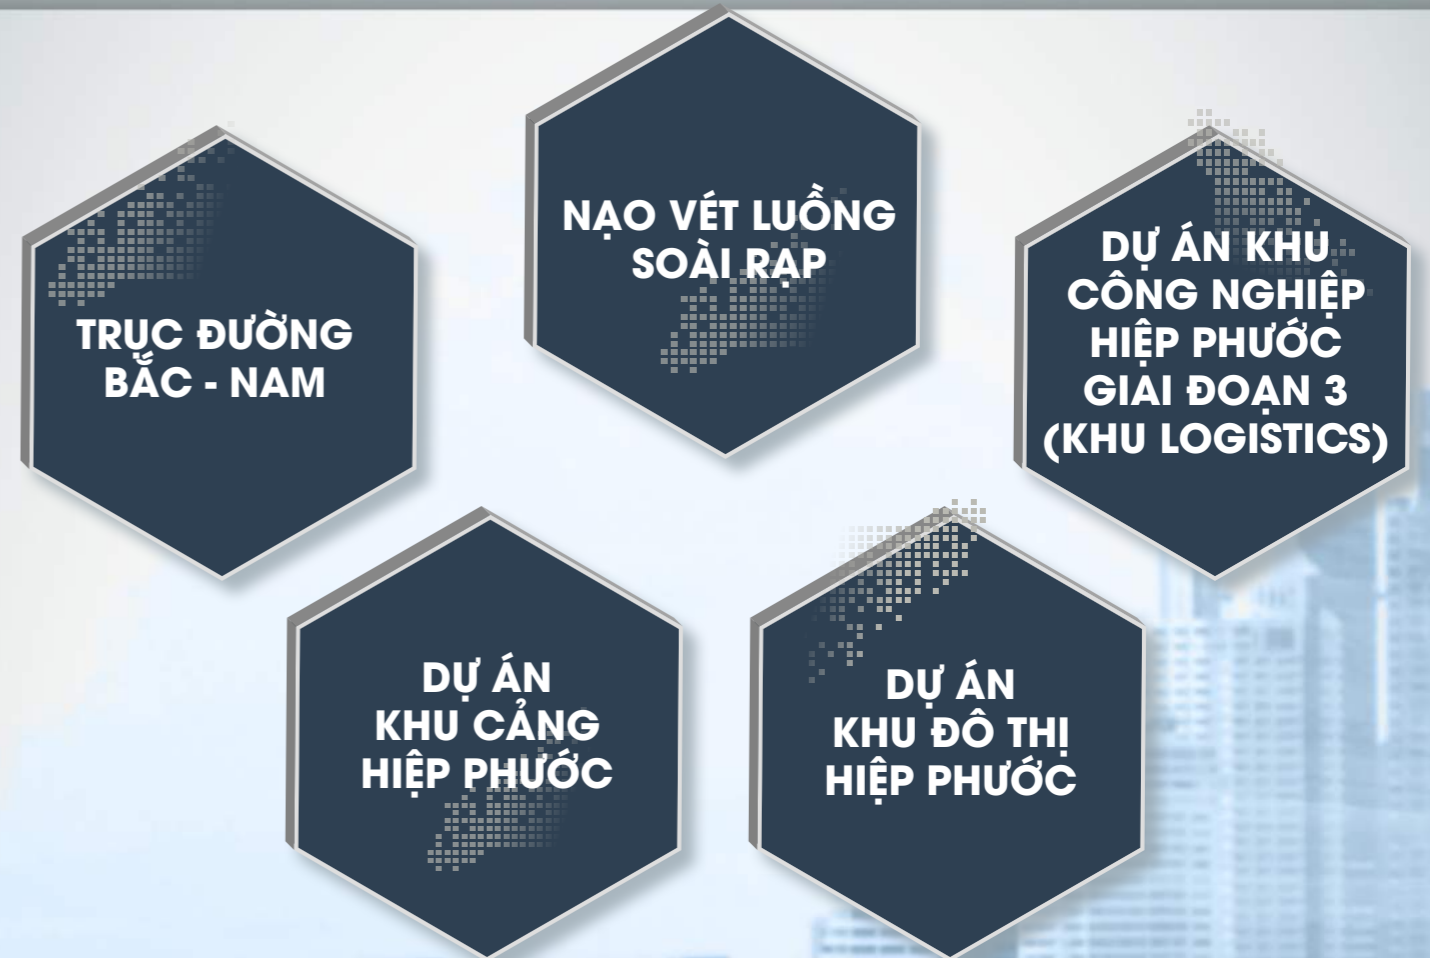 TRỤC ĐƯỜNG
BẮC - NAM
NẠO VÉT LUỒNG
SOÀI RẠP
DỰ ÁN KHU
CÔNG NGHIỆP
HIỆP PHƯỚC
GIAI ĐOẠN 3
(KHU LOGISTICS)
DỰ ÁN
KHU CẢNG
HIỆP PHƯỚC
DỰ ÁN
KHU ĐÔ THỊ
HIỆP PHƯỚC